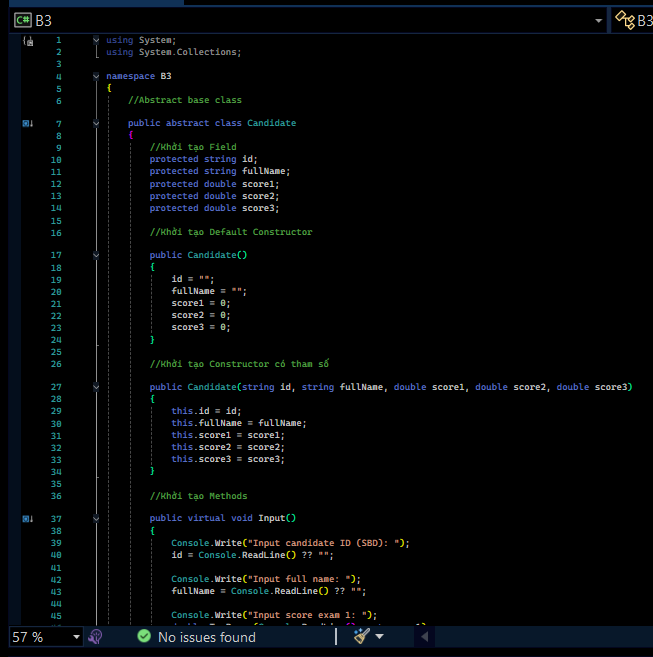 C# B3
B3
1 using System;
2 using System.Collections;
3
4 namespace B3
5 {
6 //Abstract base class
7 public abstract class Candidate
8 {
9 //Khởi tạo Field
10 protected string id;
11 protected string fullName;
12 protected double score1;
13 protected double score2;
14 protected double score3;
15
16 //Khởi tạo Default Constructor
17 public Candidate()
18 {
19 id = "";
20 fullName = "";
21 score1 = 0;
22 score2 = 0;
23 score3 = 0;
24 }
25
26 //Khởi tạo Constructor có tham số
27 public Candidate(string id, string fullName, double score1, double score2, double score3)
28 {
29 this.id = id;
30 this.fullName = fullName;
31 this.score1 = score1;
32 this.score2 = score2;
33 this.score3 = score3;
34 }
35
36 //Khởi tạo Methods
37 public virtual void Input()
38 {
39 Console.Write("Input candidate ID (SBD): ");
40 id = Console.ReadLine() ?? "";
41
42 Console.Write("Input full name: ");
43 fullName = Console.ReadLine() ?? "";
44
45 Console.Write("Input score exam 1: ");
57 % No issues found